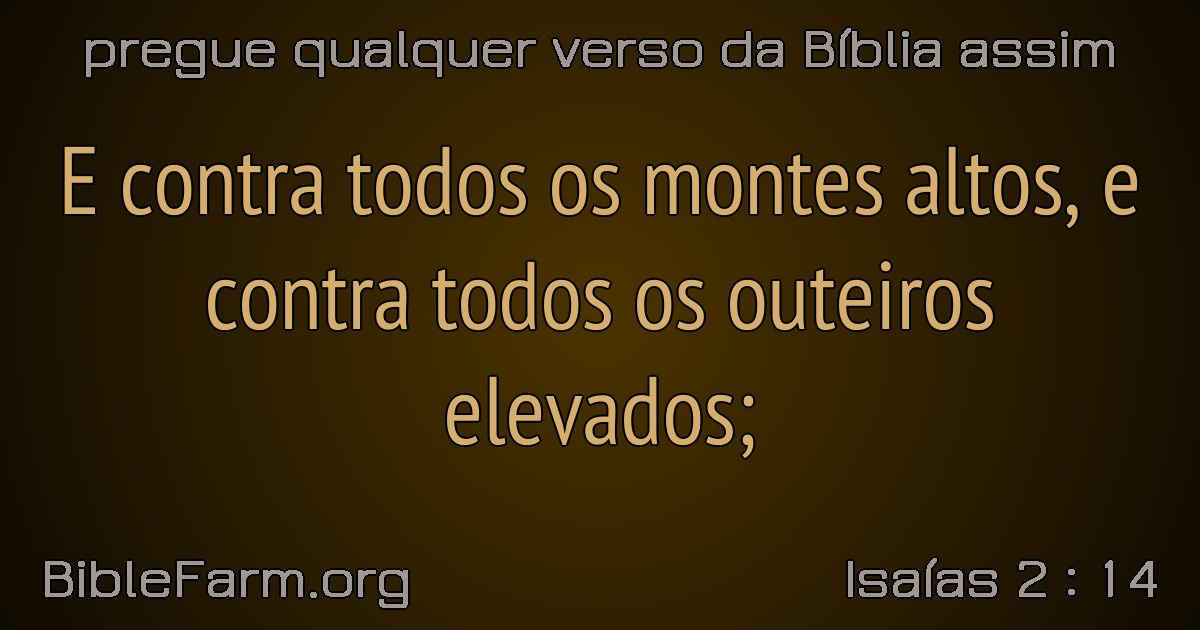 pregue qualquer verso da Bíblia assim
E contra todos os montes altos, e
contra todos os outeiros
elevados;
BibleFarm.org
Isaías 2 : 14